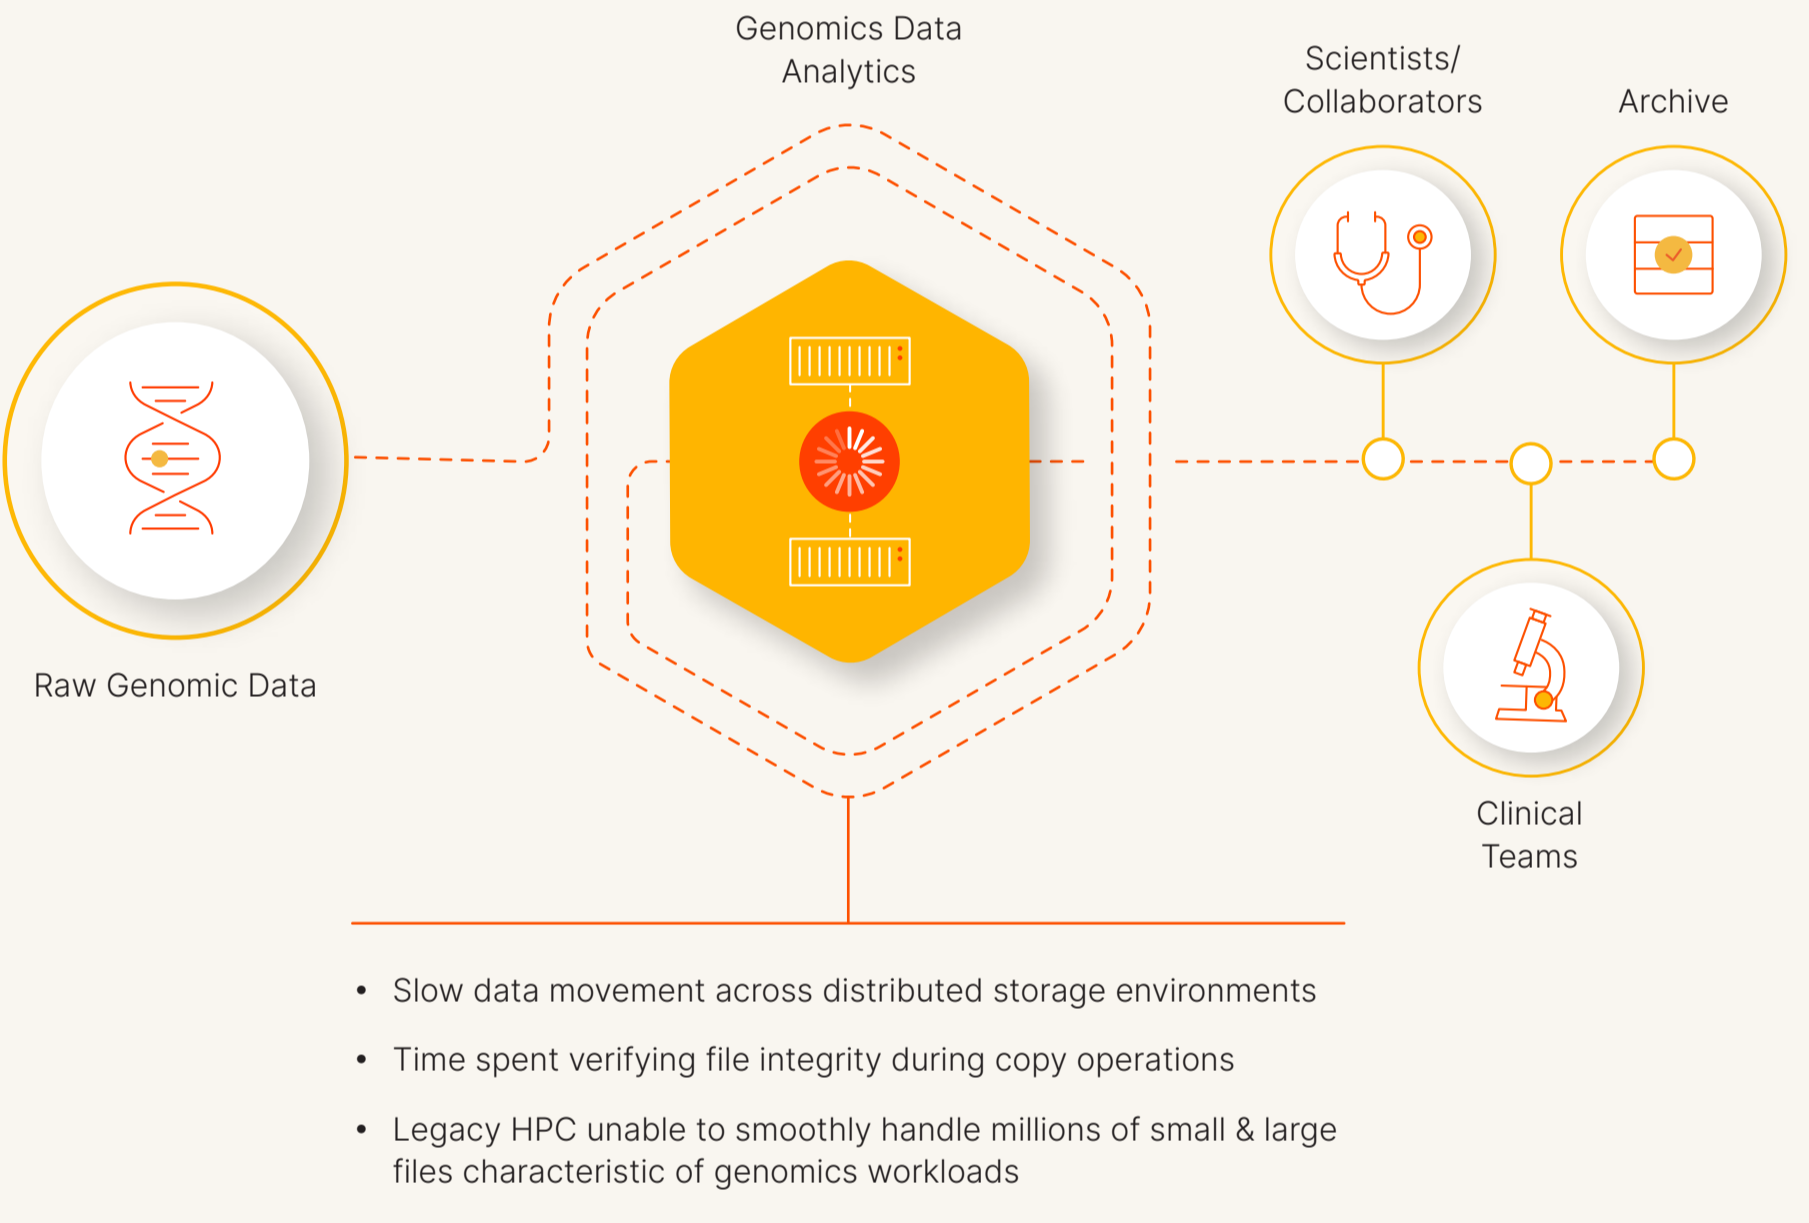 Genomics Data
Analytics
Scientists/
Collaborators
Archive
Raw Genomic Data
Clinical
Teams
• Slow data movement across distributed storage environments
• Time spent verifying file integrity during copy operations
• Legacy HPC unable to smoothly handle millions of small & large
files characteristic of genomics workloads